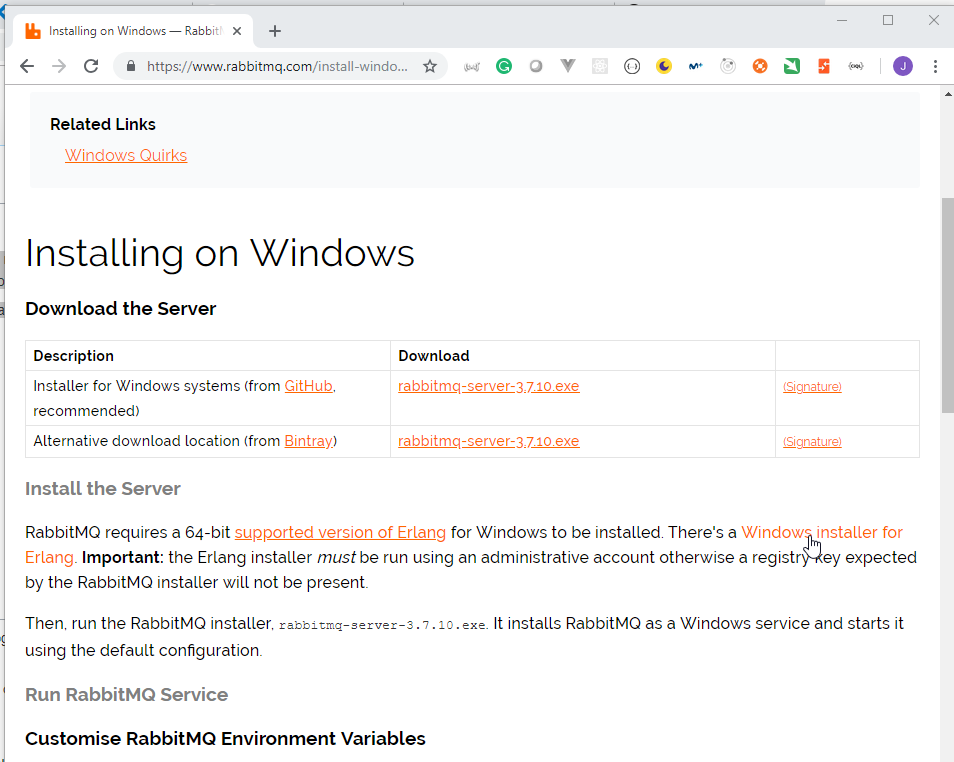 Installing on Windows — Rabbit
https://www.rabbitmq.com/install-windo...
J
Related Links
Windows Quirks
Installing on Windows
Download the Server
Description Download
Installer for Windows systems (from GitHub, rabbitmq-server-3.7.10.exe (Signature)
recommended)
Alternative download location (from Bintray) rabbitmq-server-3.7.10.exe (Signature)
Install the Server
RabbitMQ requires a 64-bit supported version of Erlang for Windows to be installed. There's a Windows installer for
Erlang. Important: the Erlang installer must be run using an administrative account otherwise a registry key expected
by the RabbitMQ installer will not be present.
Then, run the RabbitMQ installer, rabbitmq-server-3.7.10.exe. It installs RabbitMQ as a Windows service and starts it
using the default configuration.
Run RabbitMQ Service
Customise RabbitMQ Environment Variables